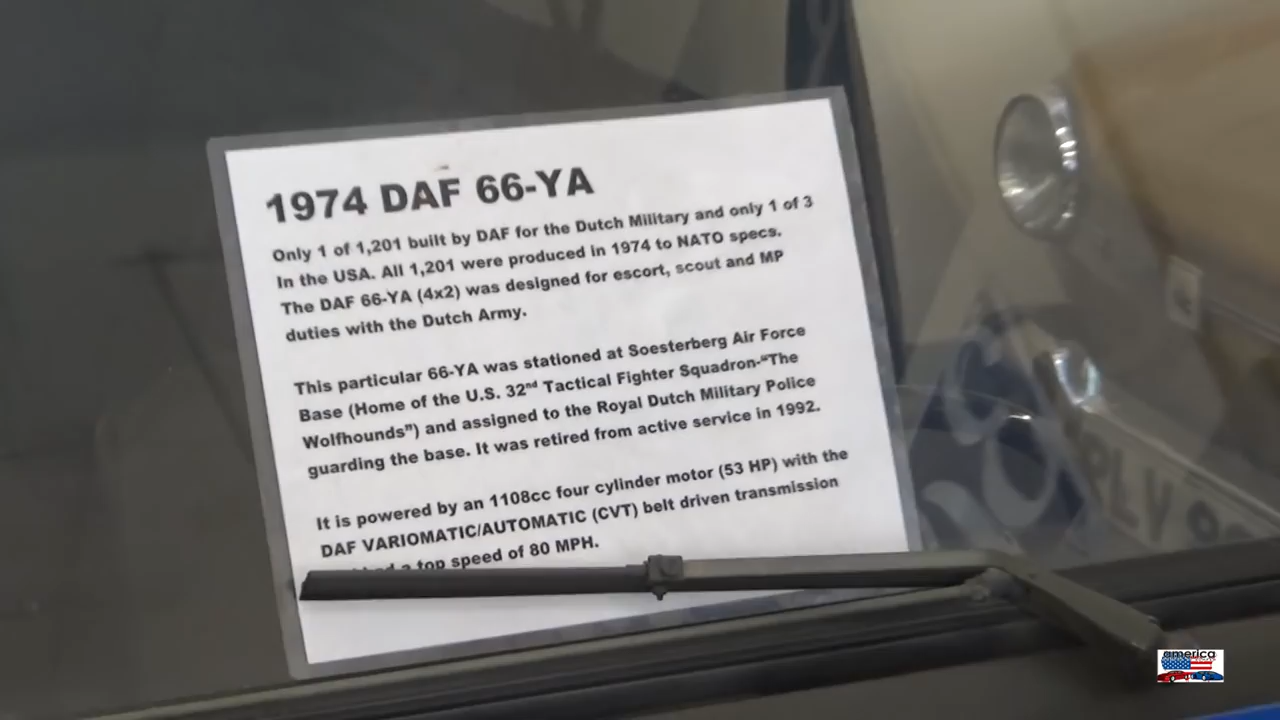 1974 DAF 66-YA
Only 1 of 1,201 built by DAF for the Dutch Military and only 1 of 3
In the USA. All 1,201 were produced in 1974 to NATO specs.
The DAF 66-YA (4x2) was designed for escort, scout and MP
duties with the Dutch Army.
This particular 66-YA was stationed at Soesterberg Air Force
Base (Home of the U.S. 32nd Tactical Fighter Squadron-“The
Wolfhounds”) and assigned to the Royal Dutch Military Police
guarding the base. It was retired from active service in 1992.
It is powered by an 1108cc four cylinder motor (53 HP) with the
DAF VARIOMATIC/AUTOMATIC (CVT) belt driven transmission
a top speed of 80 MPH.
RLV
america